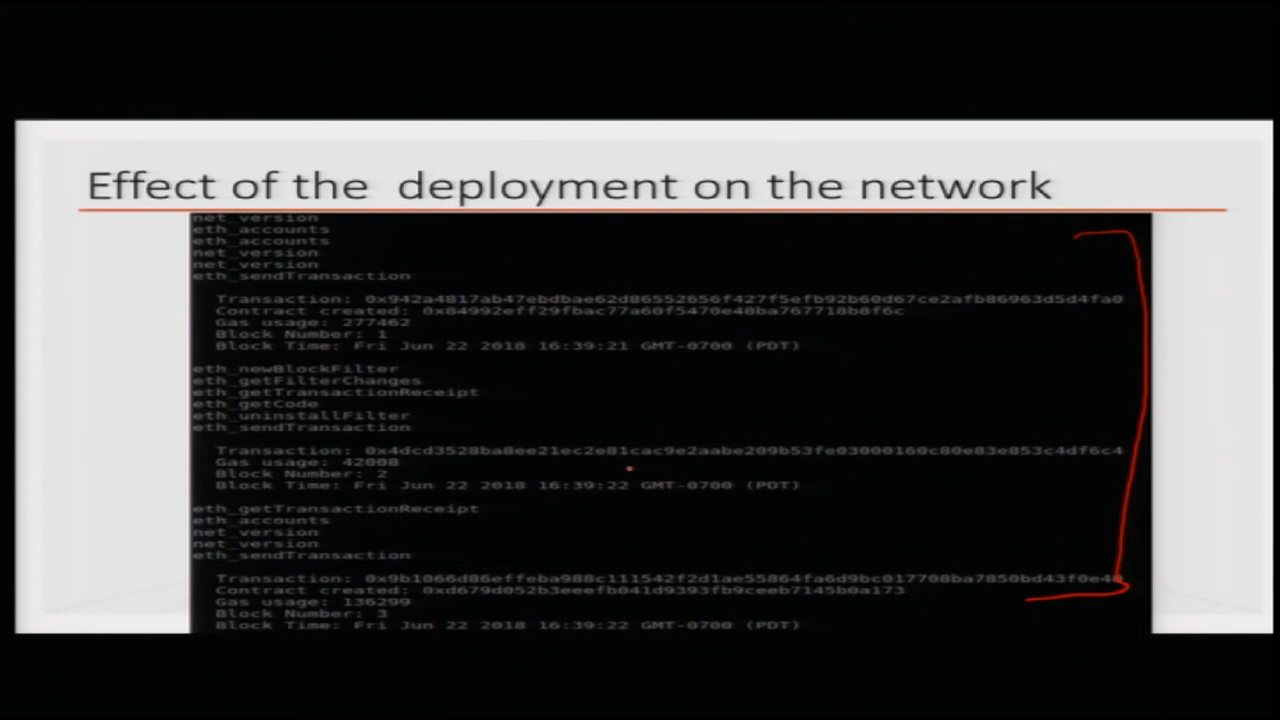 Effect of the deployment on the network
net_version
eth_accounts
eth_accounts
net_version
net_version
eth_sendTransaction
Transaction: 0x942a4817ab47ebdbae62d86552656f427f5efb92b60d67ce2afb86963d5d4fa0
Contract created: 0x84992eff29fbac77a60f5470e48ba767718b8f6c
Gas usage: 277462
Block Number: 1
Block Time: Fri Jun 22 2018 16:39:21 GMT-0700 (PDT)
eth_newBlockFilter
eth_getFilterChanges
eth_getTransactionReceipt
eth_getCode
eth_uninstallFilter
eth_sendTransaction
Transaction: 0x4dcd3528ba8ee21ec2e81cac9e2aabe209b53fe03000160c80e83e853c4df6c4
Gas usage: 42008
Block Number: 2
Block Time: Fri Jun 22 2018 16:39:22 GMT-0700 (PDT)
eth_getTransactionReceipt
eth_accounts
net_version
net_version
eth_sendTransaction
Transaction:
Contract created: 0xd679d052b3eeefb041d9393fb9ceeb7145b0a173
Gas usage: 136299
Block Number: 3
Block Time: Fri Jun 22 2018 16:39:22 GMT-0700 (PDT)